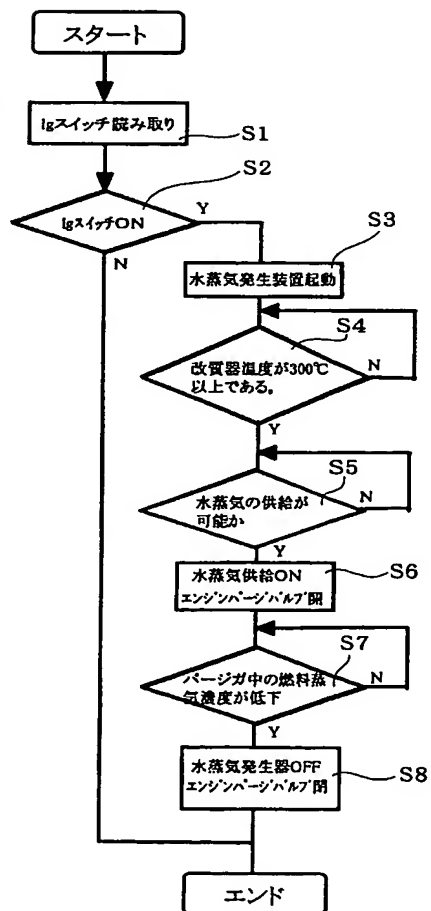 スタート
Igスイッチ読み取り
S1
S2
IgスイッチON
Y
N
S3
水蒸気発生装置起動
S4
改質器温度が300℃
以上である。
N
Y
S5
水蒸気の供給が
可能か
N
Y
S6
水蒸気供給ON
エンジンパージバルブ開
S7
パージガ中の燃料蒸
気濃度が低下
N
Y
水蒸気発生器OFF
エンジンパージバルブ閉
S8
エンド